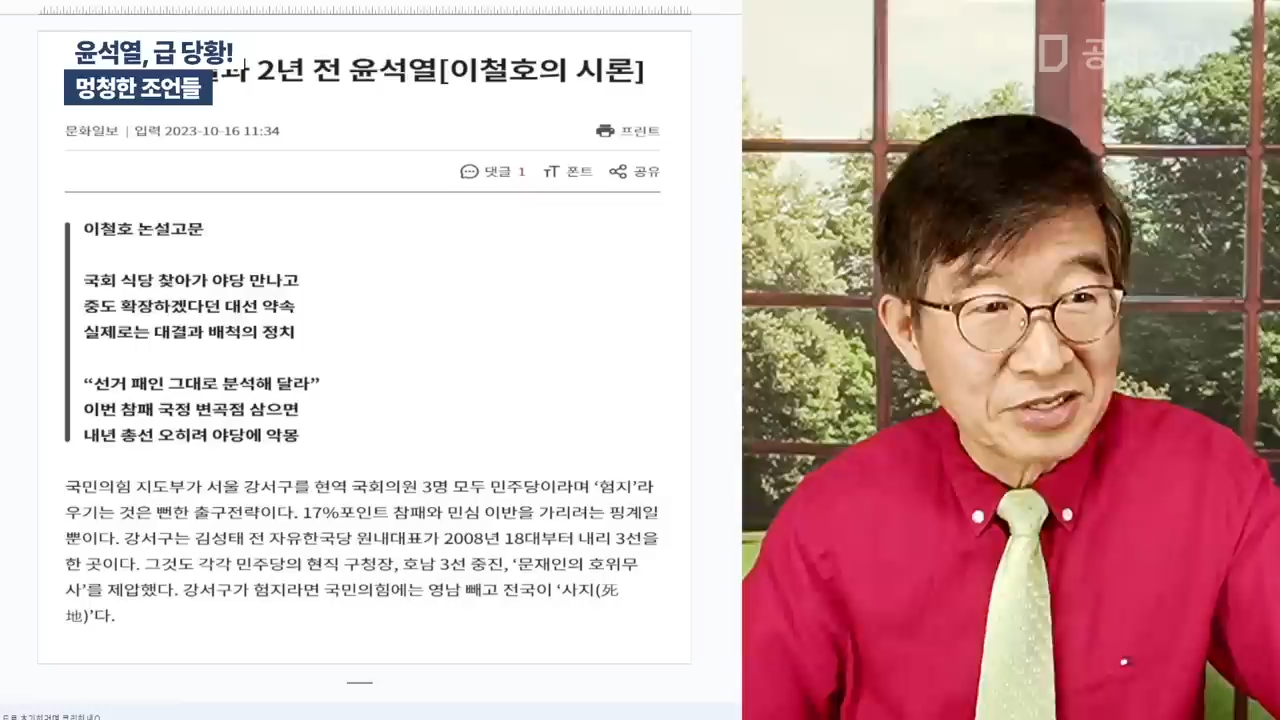 윤석열, 급 당황!
멍청한 조언들
2년 전 윤석열[이철호의 시론]
문화일보 | 입력 2023-10-16 11:34
프린트
댓글 1
폰트
공유
이철호 논설고문
국회 식당 찾아가 야당 만나고
중도 확장하겠다던 대선 약속
실제로는 대결과 배척의 정치
“선거 패인 그대로 분석해 달라”
이번 참패 국정 변곡점 삼으면
내년 총선 오히려 야당에 악몽
국민의힘 지도부가 서울 강서구를 현역 국회의원 3명 모두 민주당이라며 ‘험지’라
우기는 것은 뻔한 출구전략이다. 17%포인트 참패와 민심 이반을 가리려는 핑계일
뿐이다. 강서구는 김성태 전 자유한국당 원내대표가 2008년 18대부터 내리 3선을
한 곳이다. 그것도 각각 민주당의 현직 구청장, 호남 3선 중진, ‘문재인의 호위무
사’를 제압했다. 강서구가 험지라면 국민의힘에는 영남 빼고 전국이 ‘사지(死
地)’다.